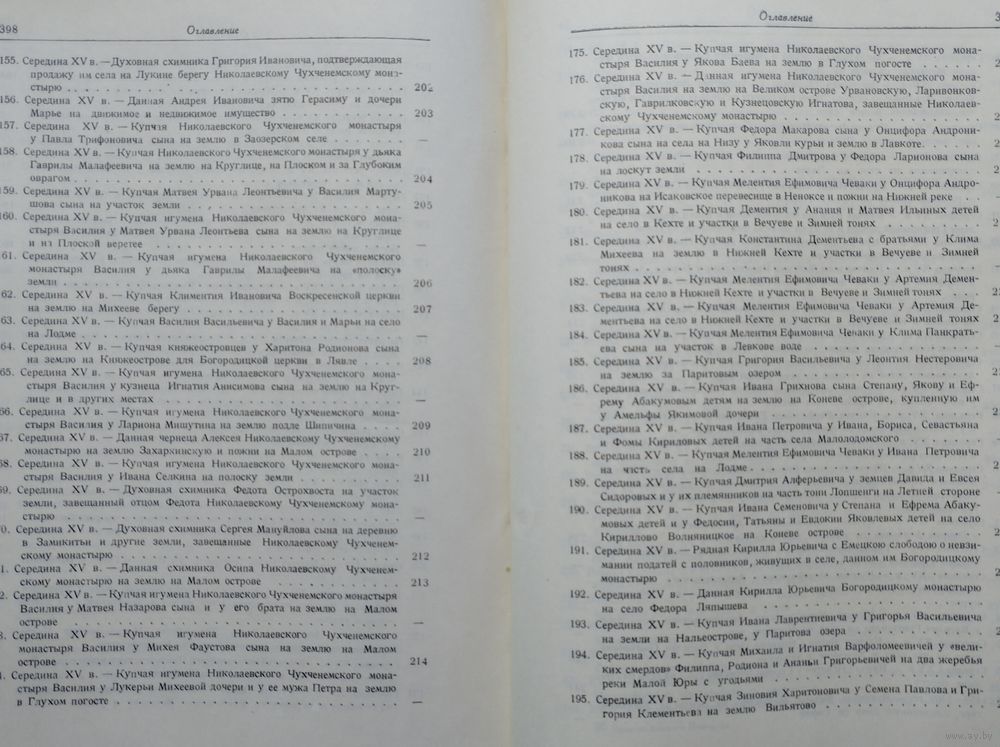 398
Оглавление
155. Середина XV в. — Духовная схимника Григория Ивановича, подтверждающая
продажу им села на Лукине берегу Николаевскому Чухченемскому мона-
стырю . . . 202
156. Середина XV в. — Данная Андрея Ивановича зятю Герасиму и дочери
Марье на движимое и недвижимое имущество . . . 203
157. Середина XV в. — Купчая Николаевского Чухченемского монастыря
у Павла Трифоновича сына на землю в Заозерском селе . . . —
158. Середина XV в. — Купчая Николаевского Чухченемского монастыря у дьяка
Гаврилы Малафеевича на землю на Круглице, на Плоском и за Глубоким
оврагом . . . 204
159. Середина XV в. — Купчая Матвея Урвана Леонтьевича у Василия Марту-
шова сына на участок земли . . . 205
160. Середина XV в. — Купчая игумена Николаевского Чухченемского мона-
стыря Василия у Матвея Урвана Леонтьева сына на землю на Круглице
и на Плоской веретее . . . —
61. Середина XV в. — Купчая игумена Николаевского Чухченемского
монастыря Василия у дьяка Гаврилы Малафеевича на «полоску»
земли . . . 206
62. Середина XV в. — Купчая Климентия Ивановича Воскресенской церкви
на землю на Михееве берегу . . . 207
63. Середина XV в. — Купчая Василия Васильевича у Василия и Марьи на село
на Лодме . . . —
64. Середина XV в. — Купчая княжеостровцев у Харитона Родионова сына
на землю на Княжеострове для Богородицкой церкви в Лявле . . . 208
65. Середина XV в. — Купчая игумена Николаевского Чухченемского мона-
стыря Василия у кузнеца Игнатия Анисимова сына на землю на Круг-
лице и в других местах . . . —
66. Середина XV в. — Купчая игумена Николаевского Чухченемского мона-
стыря Василия у Лариона Мишутина на землю подле Шипичина . . . 209
67. Середина XV в. — Данная чернеца Алексея Николаевскому Чухченемскому
монастырю на землю Захаркинскую и пожни на Малом острове . . . 210
68. Середина XV в. — Купчая игумена Николаевского Чухченемского мона-
стыря Василия у Ивана Селкина на полоску земли . . . 211
69. Середина XV в. — Духовная схимника Федота Острохвоста на участок
земли, завещанный отцом Федота Николаевскому Чухченемскому мона-
стырю . . . —
0. Середина XV в. — Духовная схимника Сергея Мануйлова сына на деревню
в Замикитьи и другие земли, завещанные Николаевскому Чухченем-
скому монастырю . . . 212
1. Середина XV в. — Данная схимника Осипа Николаевскому Чухченем-
скому монастырю на землю на Малом острове . . . 213
2. Середина XV в. — Купчая игумена Николаевского Чухченемского монастыря
Василия у Матвея Назарова сына и у его брата на землю на Малом
острове . . . —
3. Середина XV в. — Купчая игумена Николаевского Чухченемского
монастыря Василия у Михея Фаустова сына на землю на Малом
острове . . . 214
Середина XV в. — Купчая игумена Николаевского Чухченемского мона-
стыря Василия у Лукерьи Михеевой дочери и у ее мужа Петра на землю
в Глухом погосте . . . —
Оглавление
3
175. Середина XV в. — Купчая игумена Николаевского Чухченемского мона-
стыря Василия у Якова Баева на землю в Глухом погосте . . . 2
176. Середина XV в. — Данная игумена Николаевского Чухченемского мона-
стыря Василия на землю на Великом острове Урвановскую, Ларивонков-
скую, Гавриловскую и Кузнецовскую Игнатова, завещанные Николаев-
скому Чухченемскому монастырю . . . 2
177. Середина XV в. — Купчая Федора Макарова сына у Онцифора Андрони-
кова сына на села на Низу у Яковли курьи и землю в Лавкоте . . . 2
178. Середина XV в. — Купчая Филиппа Дмитрова у Федора Ларионова сына
на лоскут земли . . . 2
179. Середина XV в. — Купчая Мелентия Ефимовича Чеваки у Онцифора Андро-
никова на Исаковское перевесище в Неноксе и пожни на Нижней реке . .
180. Середина XV в. — Купчая Дементия у Анания и Матвея Ильиных детей
на село в Кехте и участки в Вечуеве и Зимней тонях . . . 2
181. Середина XV в. — Купчая Константина Дементьева с братьями у Клима
Михеева на землю в Нижней Кехте и участки в Вечуеве и Зимней
тонях . . .
182. Середина XV в. — Купчая Мелентия Ефимовича Чеваки у Артемия Демен-
тьева на село в Нижней Кехте и участки в Вечуеве и Зимней тонях . . . 2
183. Середина XV в. — Купчая Мелентия Ефимовича Чеваки у Артемия Де-
ментьева на село в Нижней Кехте и участки в Вечуеве и Зимней тонях 2
184. Середина XV в. — Купчая Мелентия Ефимовича Чеваки у Клима Панкрать-
ева сына на участок в Левкове воде . . .
185. Середина XV в. — Купчая Григория Васильевича у Леонтия Нестеровича
на землю за Паритовым озером . . . 2
186. Середина XV в. — Купчая Ивана Грихнова сына Степану, Якову и Еф-
рему Абакумовым детям на землю на Коневе острове, купленную им
у Амельфы Якимовой дочери . . . 2
187. Середина XV в. — Купчая Ивана Петровича у Ивана, Бориса, Севастьяна
и Фомы Кириловых детей на часть села Малолодомского . . .
188. Середина XV в. — Купчая Мелентия Ефимовича Чеваки у Ивана Петровича
на часть села на Лодме . . . 2
189. Середина XV в. — Купчая Дмитрия Алферьевича у земцев Давида и Евсея
Сидоровых и у их племянников на часть тони Лопшенги на Летней стороне
190. Середина XV в. — Купчая Ивана Семеновича у Степана и Ефрема Абаку-
мовых детей и у Федосии, Татьяны и Евдокии Яковлевых детей на село
Кириллово Волняницкое на Коневе острове . . . 2
191. Середина XV в. — Рядная Кирилла Юрьевича с Емецкою слободою о невзи-
мании податей с половников, живущих в селе, данном им Богородицкому
монастырю . . . 2
192. Середина XV в. — Данная Кирилла Юрьевича Богородицкому монастырю
на село Федора Ляпышева . . .
193. Середина XV в. — Купчая Ивана Лаврентиевича у Григорья Васильевича
на земли на Нальеострове, у Паритова озера . . . 2
194. Середина XV в. — Купчая Михаила и Игнатия Варфоломеевичей у «вели-
ких смердов» Филиппа, Родиона и Ананьи Григорьевичей на два жеребья
реки Малой Юры с угодьями . . .
195. Середина XV в. — Купчая Зиновия Харитоновича у Семена Павлова и Гри-
гория Клементьева на землю Вильятово . . . 2
www.ay.by